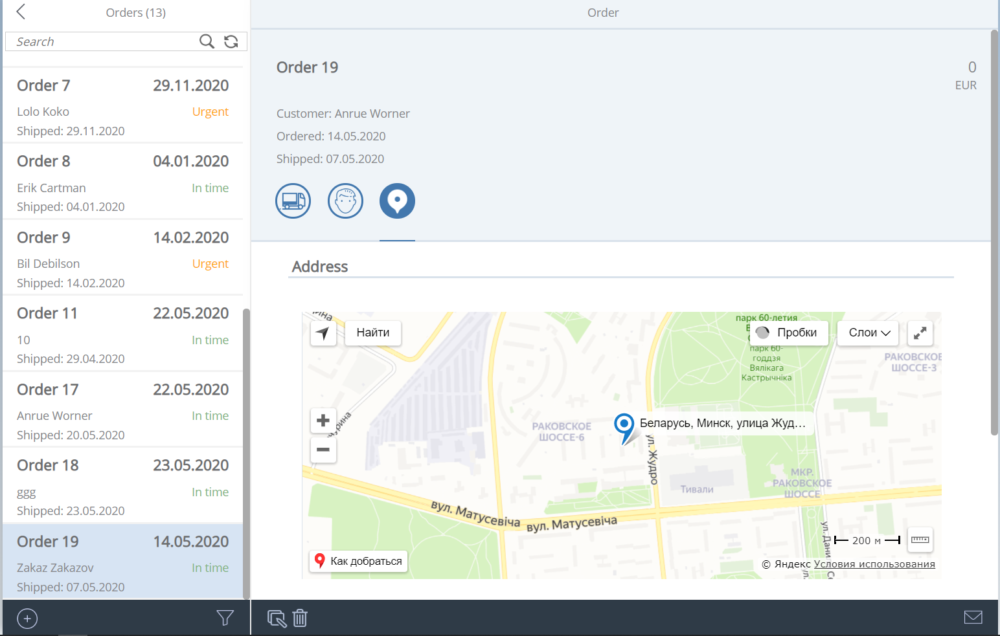 Orders (13)
Search
Order 7 29.11.2020
Lolo Koko Urgent
Shipped: 29.11.2020
Order 8 04.01.2020
Erik Cartman In time
Shipped: 04.01.2020
Order 9 14.02.2020
Bil Debilson Urgent
Shipped: 14.02.2020
Order 11 22.05.2020
10 In time
Shipped: 29.04.2020
Order 17 22.05.2020
Anrue Worner In time
Shipped: 20.05.2020
Order 18 23.05.2020
ggg In time
Shipped: 23.05.2020
Order 19 14.05.2020
Zakaz Zakazov In time
Shipped: 07.05.2020
Order
Order 19 0
EUR
Customer: Anrue Worner
Ordered: 14.05.2020
Shipped: 07.05.2020
Address
Найти
парк 60-летия
Пробки
Слои
парк 60-
годдзя
Вялікага
Кастрычніка
РАКОВСКОЕ
ШОССЕ-3
РАКОВСКОЕ
ШОССЕ-6
Беларусь, Минск, улица Жуд...
ул. Жудро
Тивали
МКР.
РАКОВСКОЕ
ШОССЕ
вул. Матусевіча
вул. Матусевіча
200 м
Как добраться
© Яндекс Условия использования